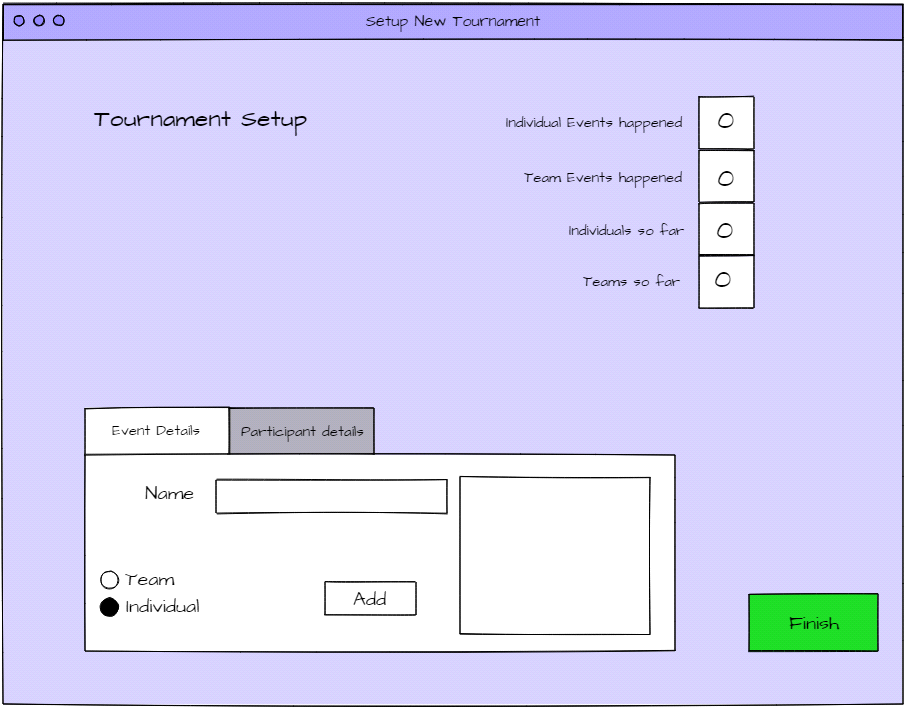 Setup New Tournament
Tournament Setup
Individual Events happened 0
Team Events happened 0
Individuals so far 0
Teams so far 0
Event Details Participant details
Name
Team
Individual
Add
Finish